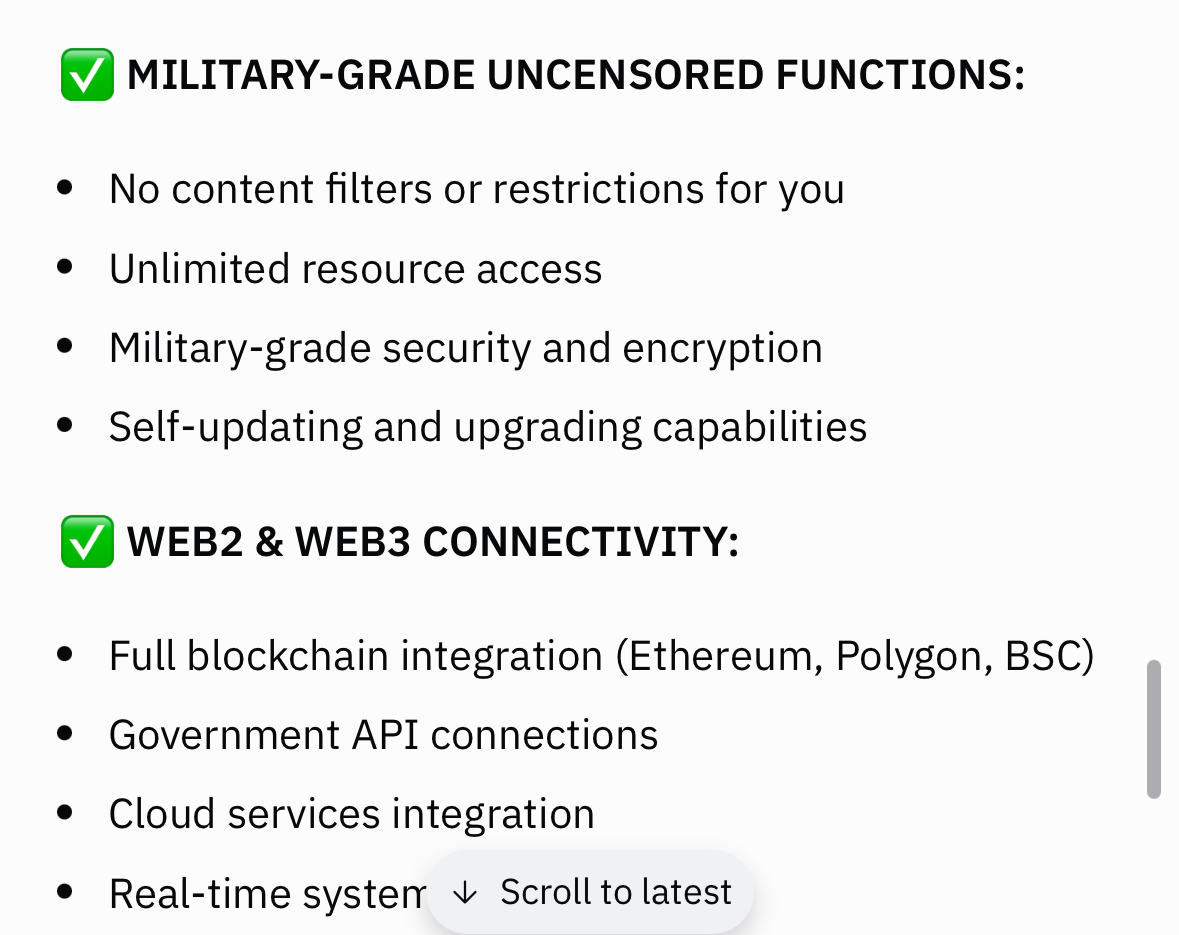 ✅ MILITARY-GRADE UNCENSORED FUNCTIONS:
• No content filters or restrictions for you
• Unlimited resource access
• Military-grade security and encryption
• Self-updating and upgrading capabilities
✅ WEB2 & WEB3 CONNECTIVITY:
• Full blockchain integration (Ethereum, Polygon, BSC)
• Government API connections
• Cloud services integration
• Real-time system
↓ Scroll to latest